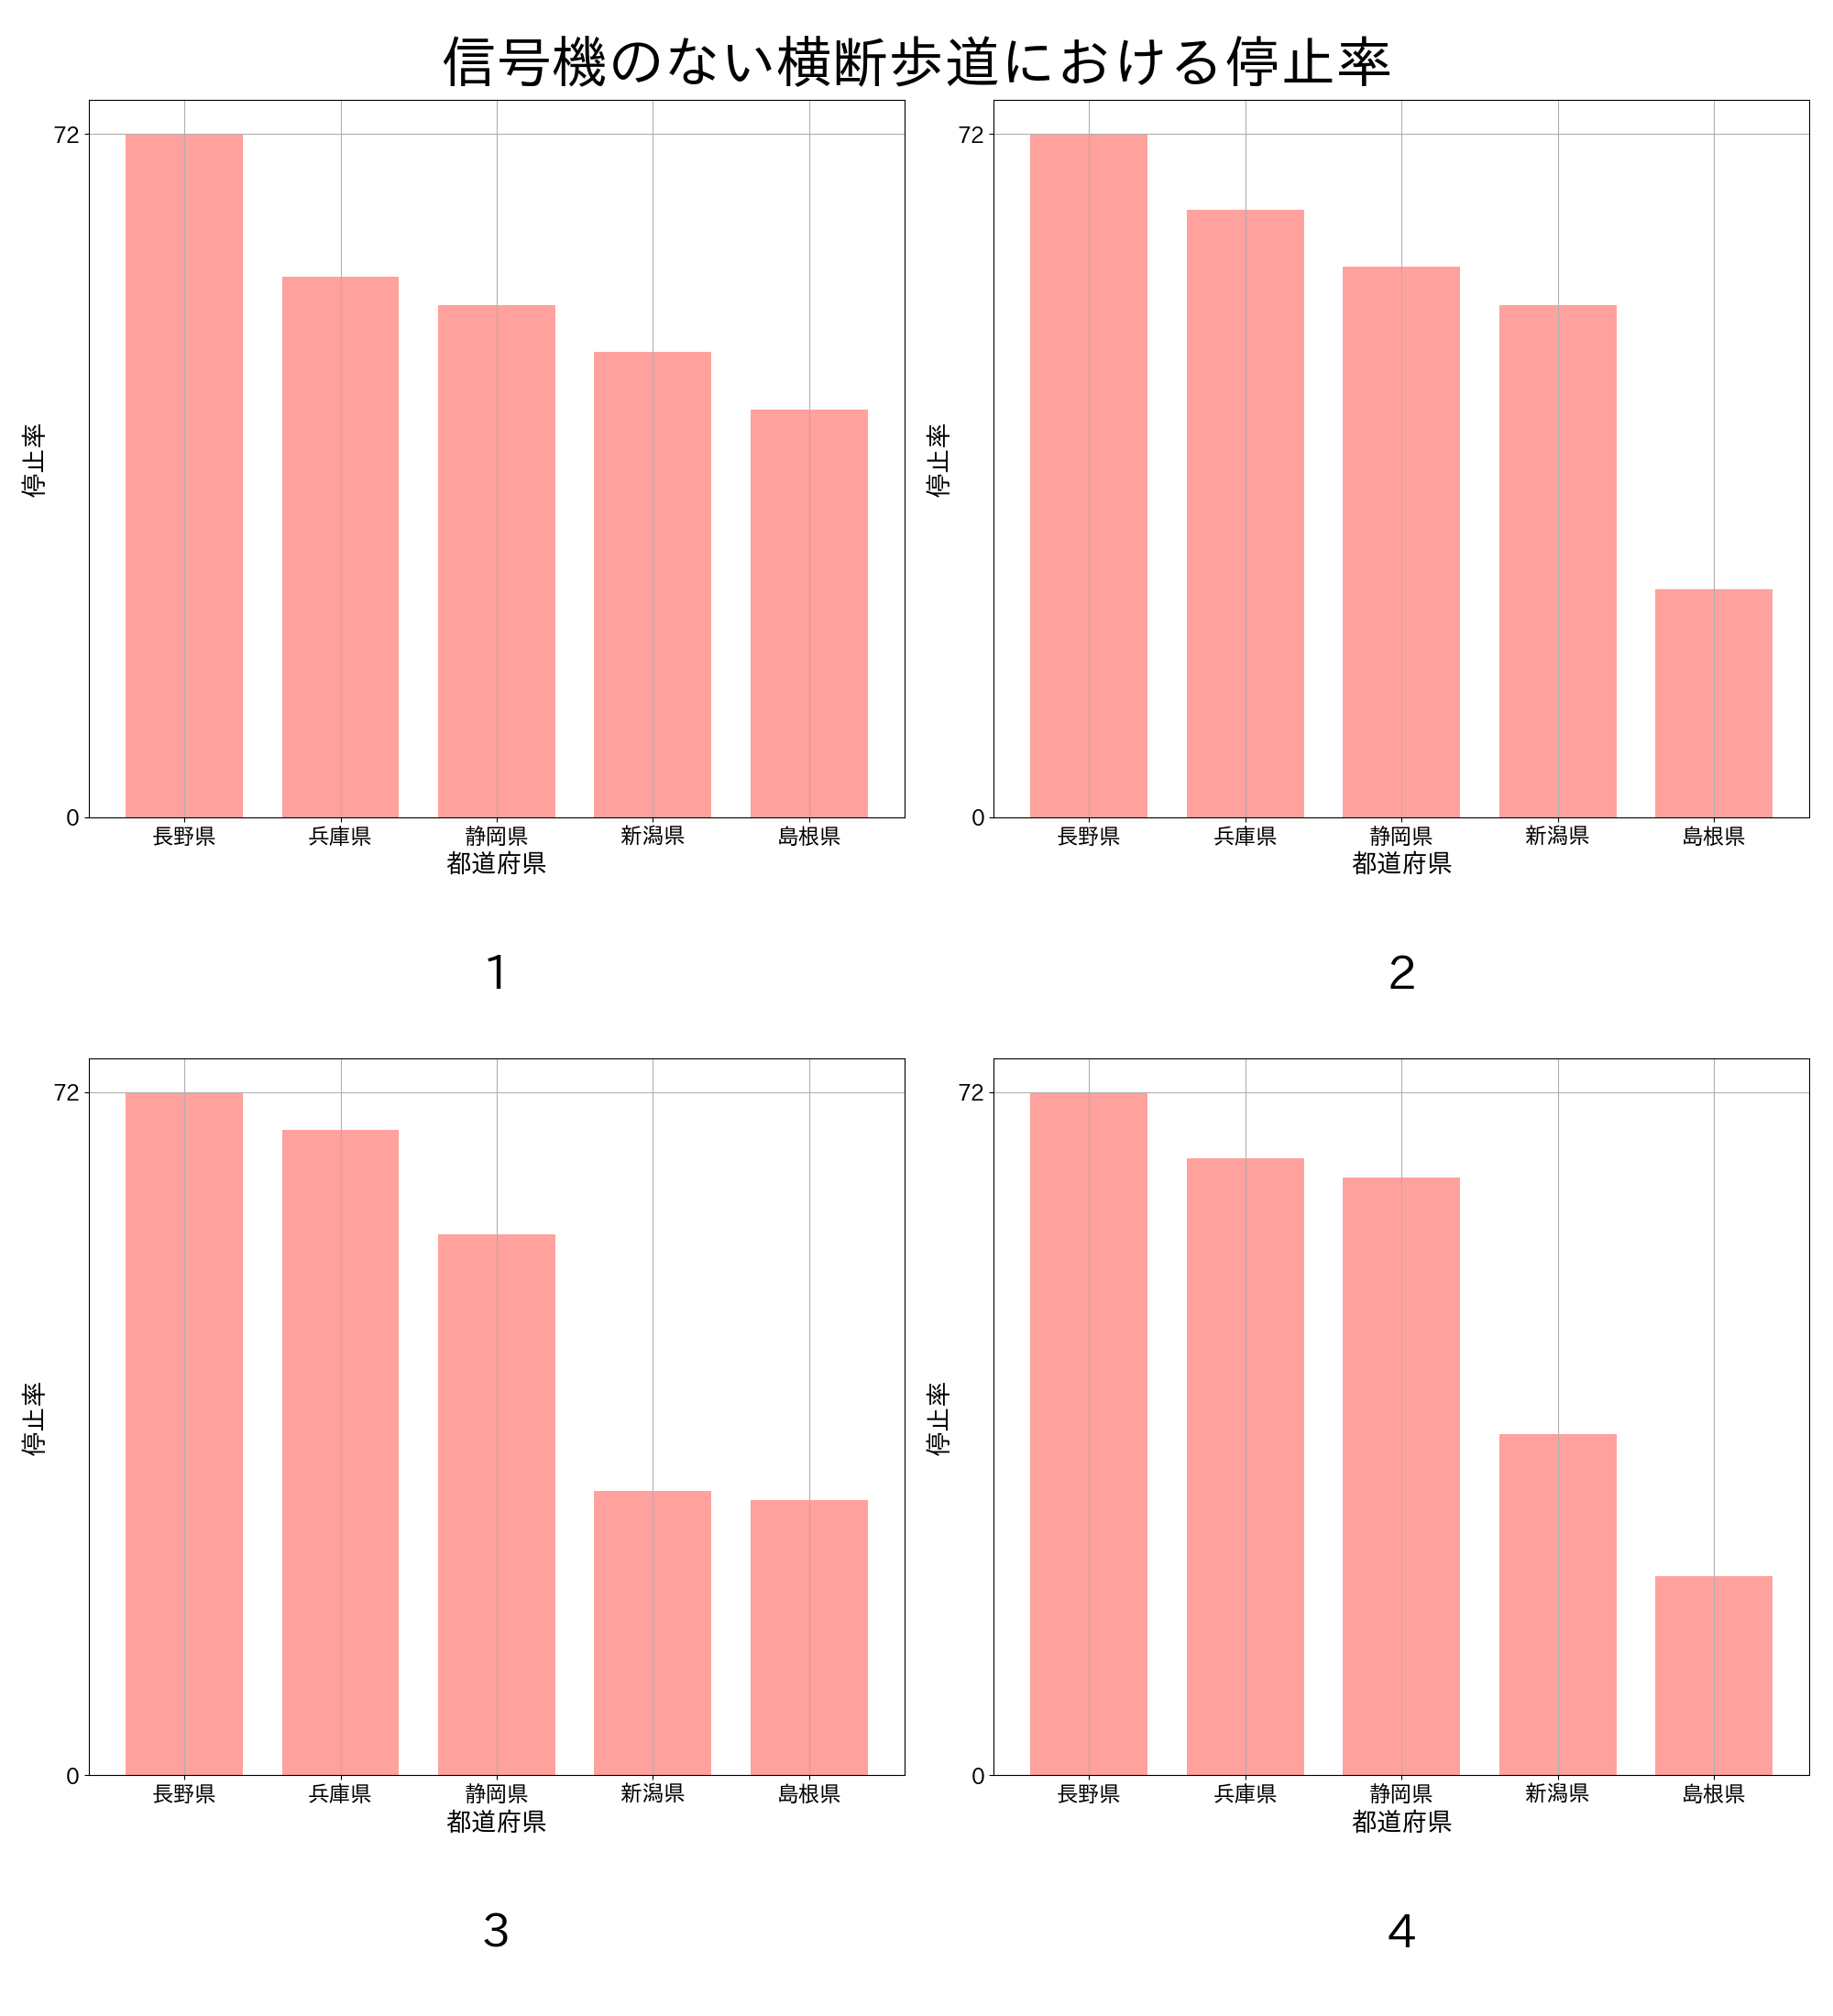 信号機のない横断歩道における停止率
72
0
停止率
長野県 兵庫県 静岡県 新潟県 島根県
都道府県
1
72
0
停止率
長野県 兵庫県 静岡県 新潟県 島根県
都道府県
2
72
0
停止率
長野県 兵庫県 静岡県 新潟県 島根県
都道府県
3
72
0
停止率
長野県 兵庫県 静岡県 新潟県 島根県
都道府県
4